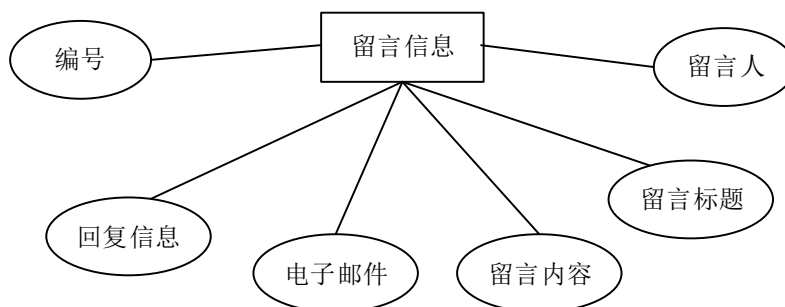 留言信息
编号
留言人
留言标题
回复信息
电子邮件
留言内容